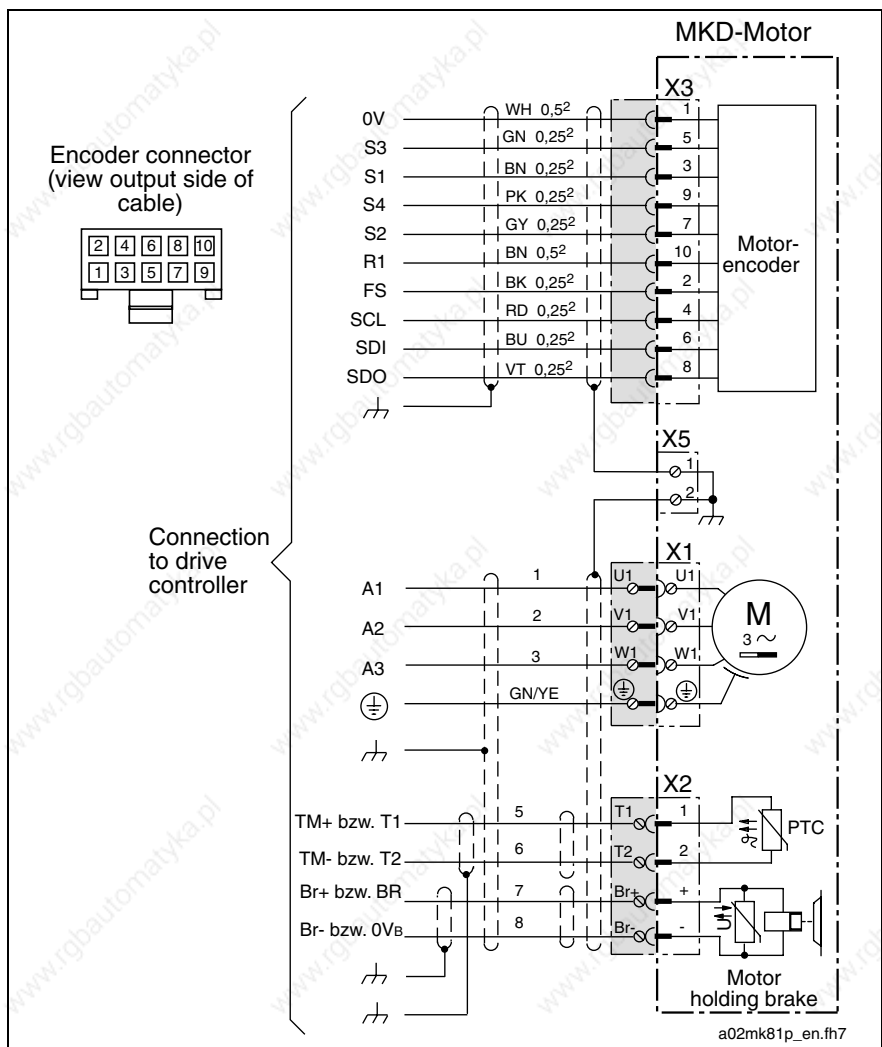 MKD-Motor
X3
0V WH 0,5² 1
S3 GN 0,25² 5
S1 BN 0,25² 3
S4 PK 0,25² 9
S2 GY 0,25² 7
R1 BN 0,5² 10
FS BK 0,25² 2
SCL RD 0,25² 4
SDI BU 0,25² 6
SDO VT 0,25² 8
Motor-
encoder
Encoder connector
(view output side of
cable)
2 4 6 8 10
1 3 5 7 9
X5
1
2
Connection
to drive
controller
X1
A1 1 U1 U1
A2 2 V1 V1
A3 3 W1 W1
GN/YE
M
3 ~
X2
TM+ bzw. T1 5 T1 1
TM- bzw. T2 6 T2 2
PTC
ϑ
Br+ bzw. BR 7 Br+ +
Br- bzw. 0VB 8 Br- -
U
Motor
holding brake
a02mk81p_en.fh7
www.rgbautomatyka.pl